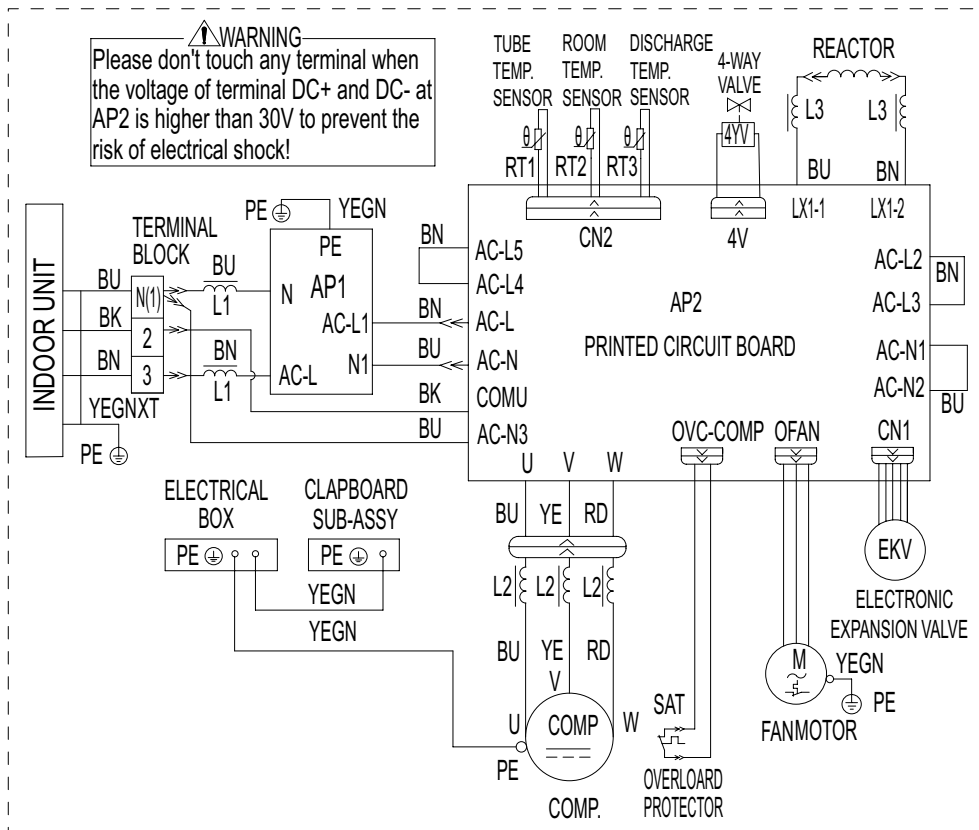 WARNING
Please don't touch any terminal when
the voltage of terminal DC+ and DC- at
AP2 is higher than 30V to prevent the
risk of electrical shock!
TUBE
TEMP.
SENSOR
ROOM
TEMP.
SENSOR
DISCHARGE
TEMP.
SENSOR
4-WAY
VALVE
REACTOR
θ
θ
θ
4YV
L3
L3
RT1
RT2
RT3
BU
BN
CN2
4V
LX1-1
LX1-2
PE
YEGN
PE
INDOOR UNIT
TERMINAL
BLOCK
BU
N(1)
BU
L1
N
AP1
BK
2
AC-L1
BN
3
BN
L1
AC-L
N1
YEGN
XT
PE
BN
AC-L5
AC-L4
BN
AC-L
BU
AC-N
BK
COMU
BU
AC-N3
AP2
PRINTED CIRCUIT BOARD
AC-L2
BN
AC-L3
AC-N1
AC-N2
BU
U
V
W
OVC-COMP
OFAN
CN1
ELECTRICAL
BOX
CLAPBOARD
SUB-ASSY
PE
PE
YEGN
YEGN
BU
YE
RD
L2
L2
L2
BU
YE
RD
V
U
COMP
W
PE
COMP.
SAT
OVERLOARD
PROTECTOR
M
YEGN
PE
FANMOTOR
EKV
ELECTRONIC
EXPANSION VALVE